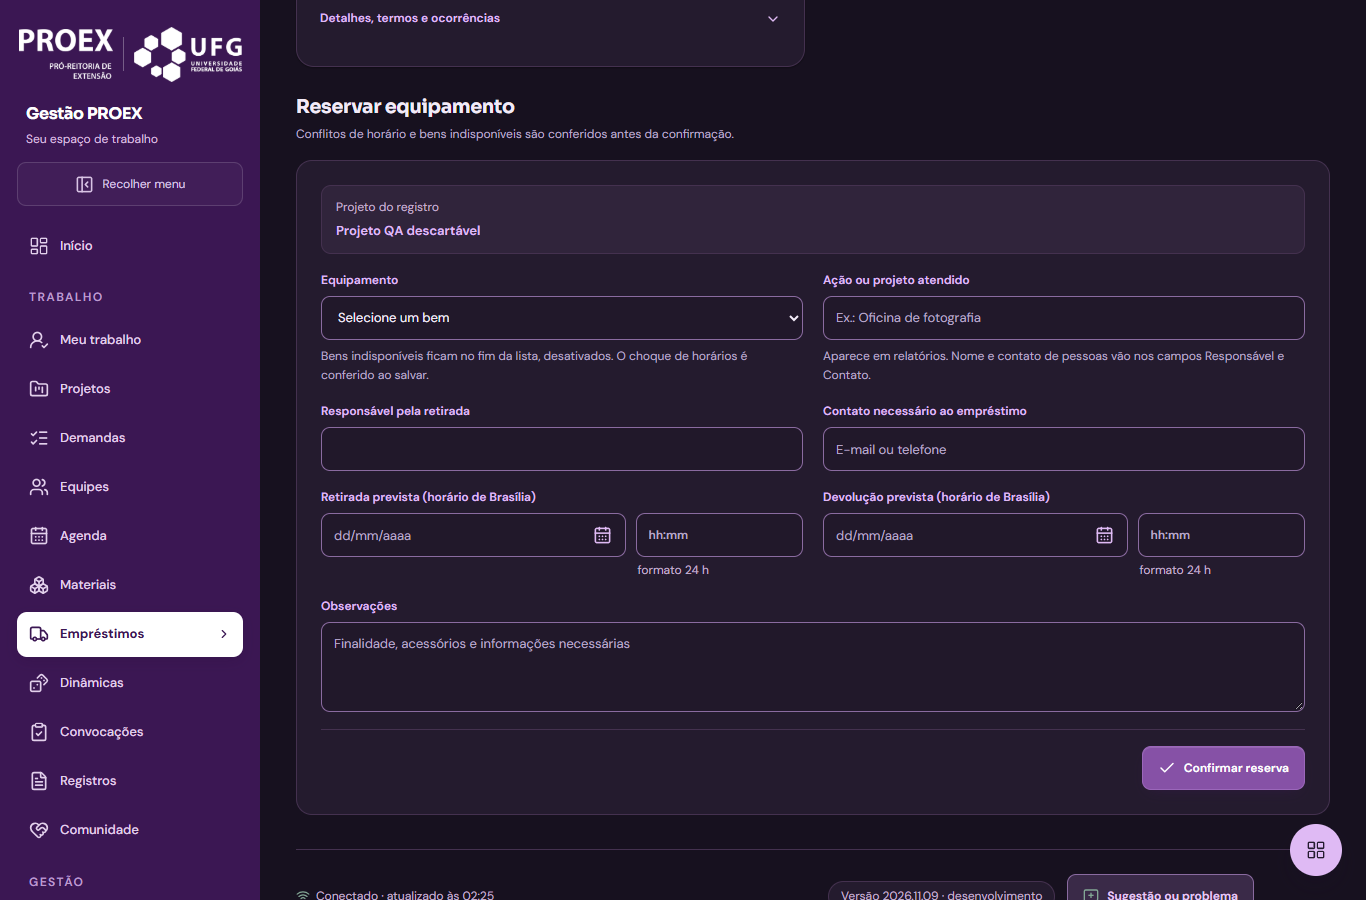 PROEX
PRÓ-REITORIA DE
EXTENSÃO
UFG
UNIVERSIDADE
FEDERAL DE GOIÁS
Gestão PROEX
Seu espaço de trabalho
Recolher menu
Início
TRABALHO
Meu trabalho
Projetos
Demandas
Equipes
Agenda
Materiais
Empréstimos
Dinâmicas
Convocações
Registros
Comunidade
GESTÃO
Detalhes, termos e ocorrências
Reservar equipamento
Conflitos de horário e bens indisponíveis são conferidos antes da confirmação.
Projeto do registro
Projeto QA descartável
Equipamento
Selecione um bem
Bens indisponíveis ficam no fim da lista, desativados. O choque de horários é
conferido ao salvar.
Ação ou projeto atendido
Ex.: Oficina de fotografia
Aparece em relatórios. Nome e contato de pessoas vão nos campos Responsável e
Contato.
Responsável pela retirada
Contato necessário ao empréstimo
E-mail ou telefone
Retirada prevista (horário de Brasília)
dd/mm/aaaa
hh:mm
formato 24 h
Devolução prevista (horário de Brasília)
dd/mm/aaaa
hh:mm
formato 24 h
Observações
Finalidade, acessórios e informações necessárias
Confirmar reserva
Conectado · atualizado às 02:25
Versão 2026.11.09 · desenvolvimento
Sugestão ou problema